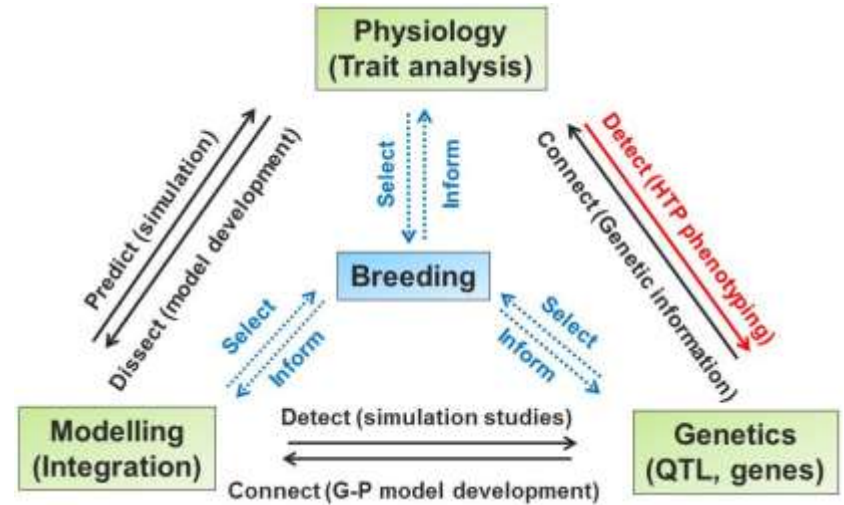 Physiology
(Trait analysis)
Predict (simulation)
Dissect (model development)
Select
Inform
Detect (HTP phenotyping)
Connect (Genetic information)
Breeding
Select
Inform
Select
Inform
Modelling
(Integration)
Detect (simulation studies)
Connect (G-P model development)
Genetics
(QTL, genes)